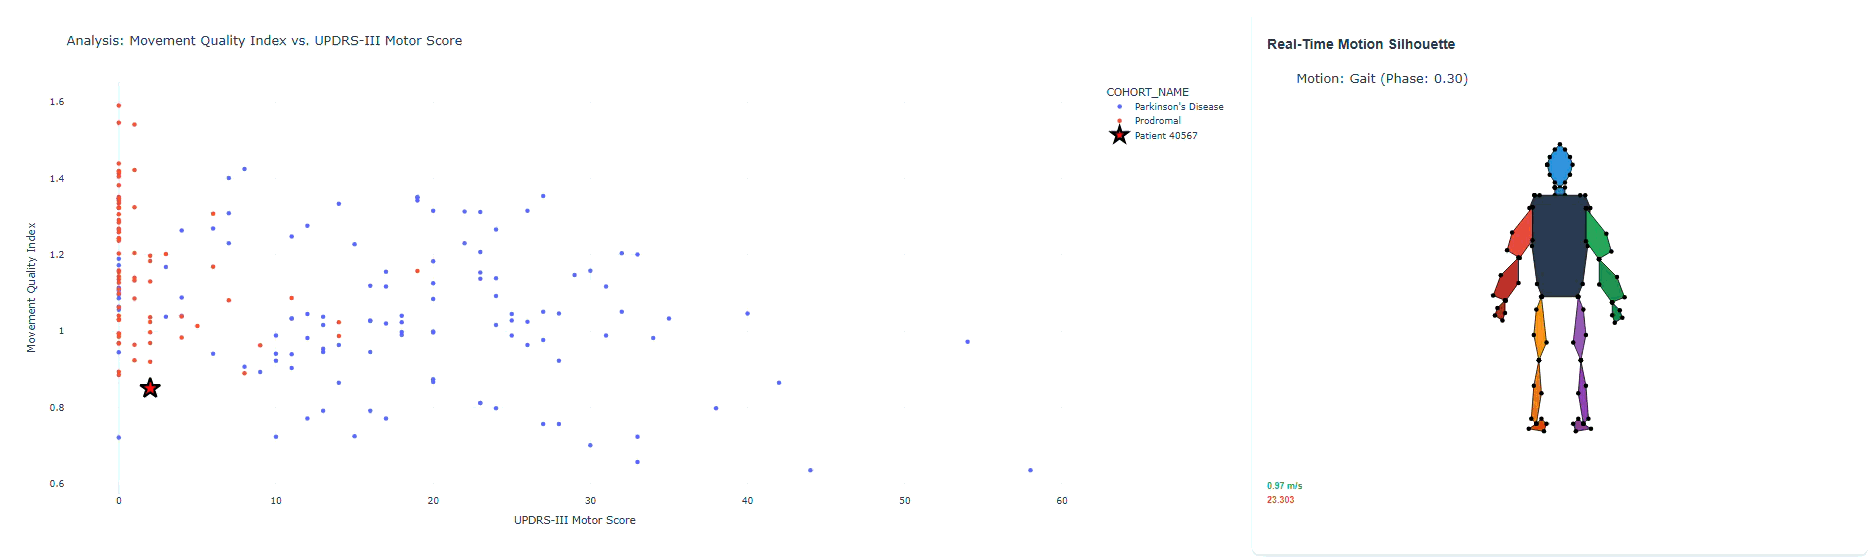 Analysis: Movement Quality Index vs. UPDRS-III Motor Score
COHORT_NAME
Parkinson's Disease
Prodromal
Patient 40567
Movement Quality Index
1.6
1.4
1.2
1
0.8
0.6
0
10
20
30
40
50
60
UPDRS-III Motor Score
Real-Time Motion Silhouette
Motion: Gait (Phase: 0.30)
0.97 m/s
23.303